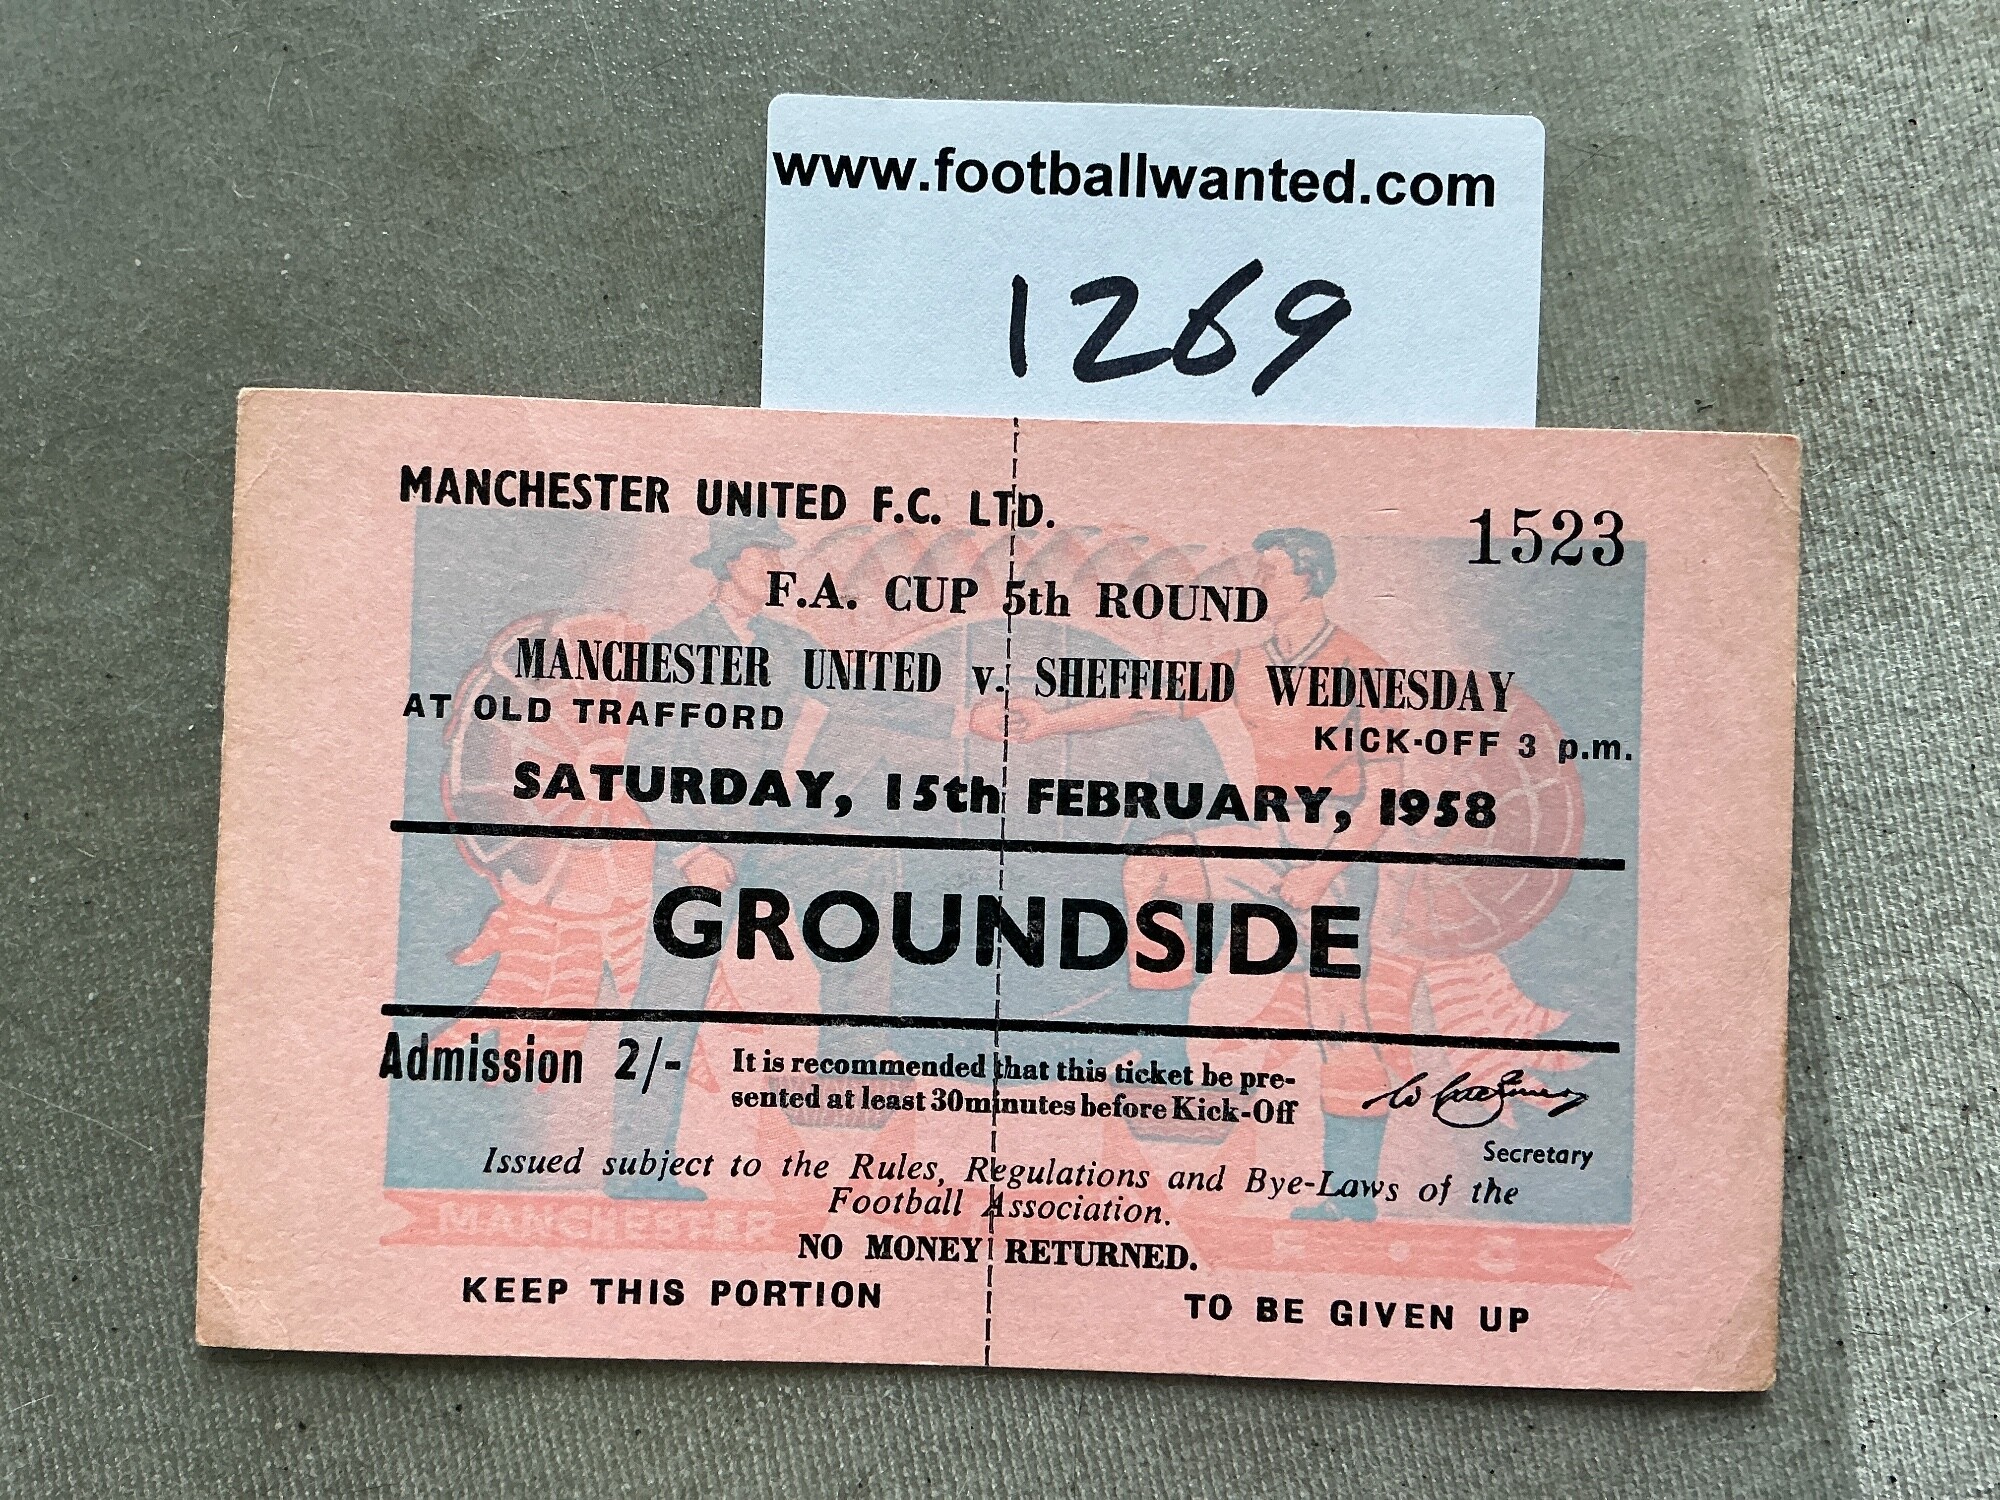 www.footballwanted.com
1269
MANCHESTER UNITED F.C. LTD.
1523
F.A. CUP 5th ROUND
MANCHESTER UNITED v. SHEFFIELD WEDNESDAY
AT OLD TRAFFORD
KICK-OFF 3 p.m.
SATURDAY, 15th FEBRUARY, 1958
GROUNDSIDE
Admission 2/-
It is recommended that this ticket be pre-
sented at least 30 minutes before Kick-Off
Secretary
Issued subject to the Rules, Regulations and Bye-Laws of the
Football Association.
MANCHESTER
NO MONEY RETURNED.
KEEP THIS PORTION
TO BE GIVEN UP